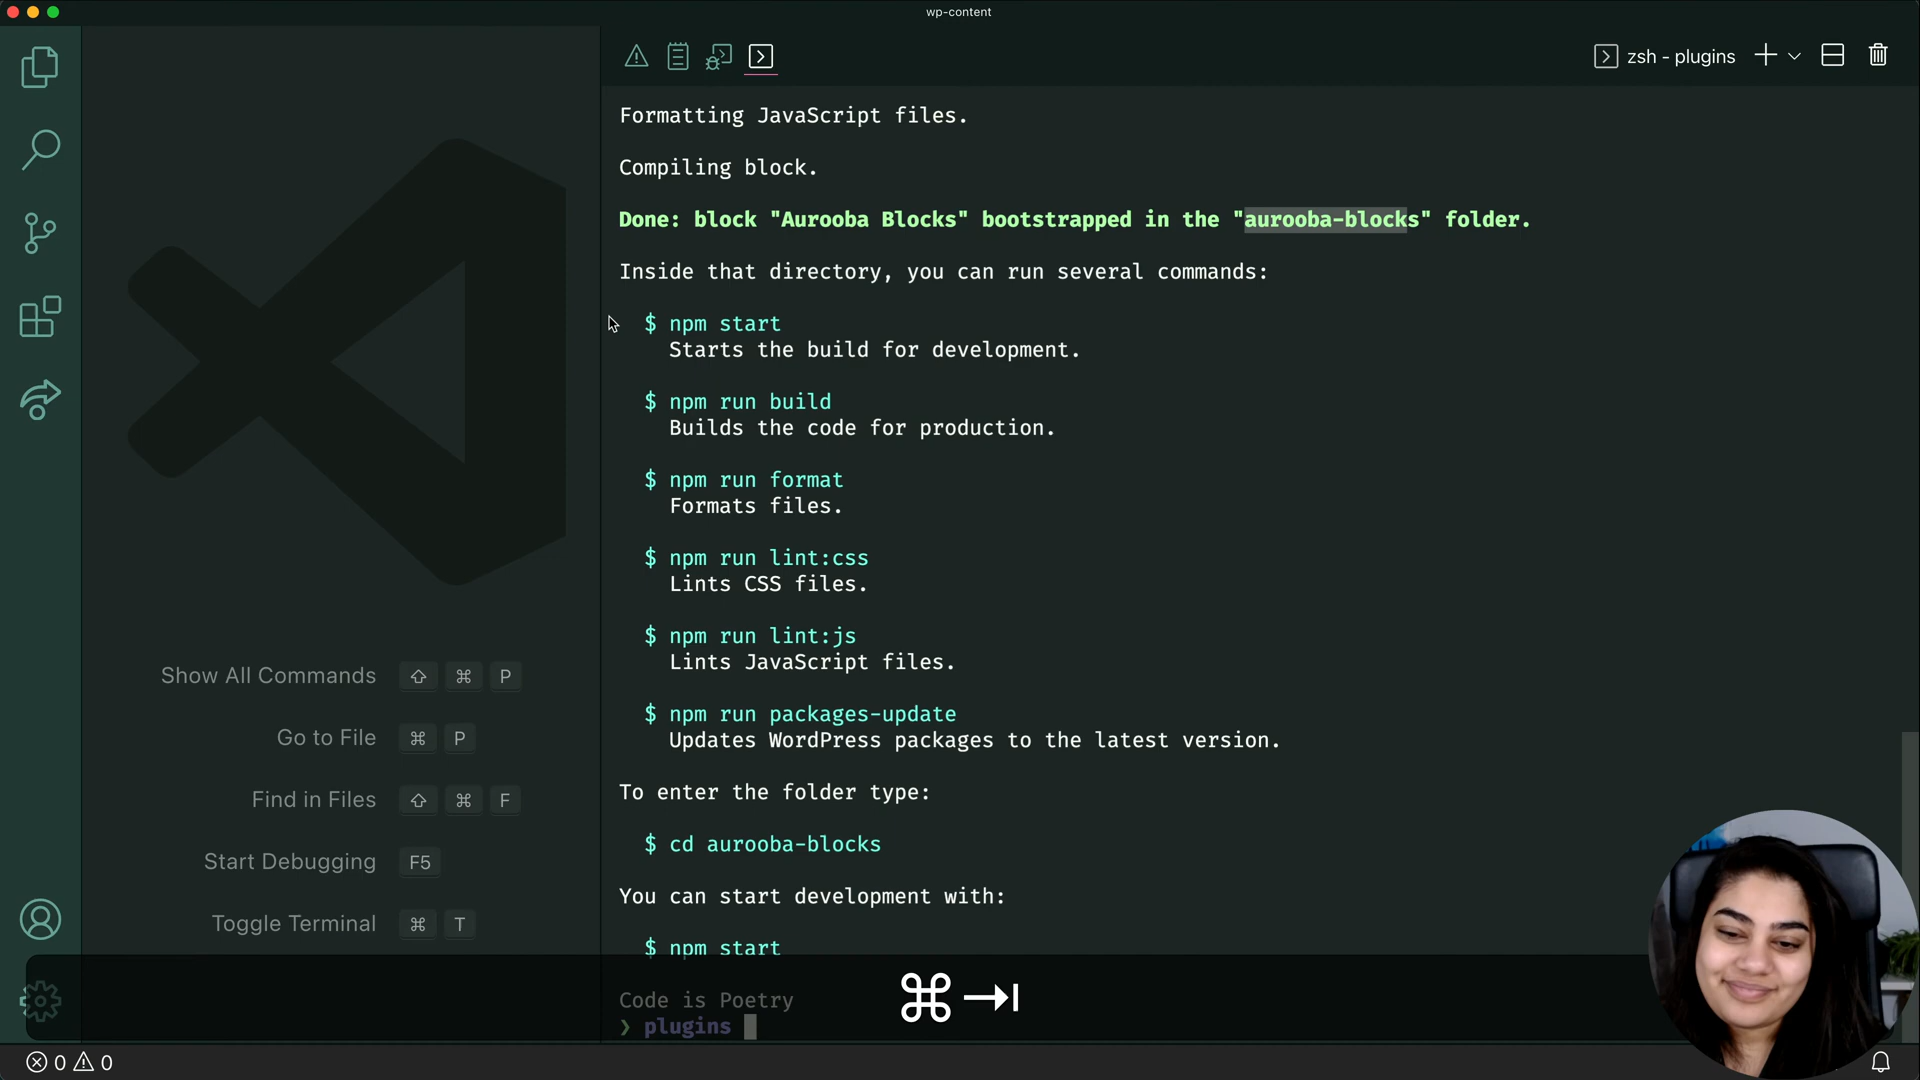 wp-content
zsh - plugins
Formatting JavaScript files.
Compiling block.
Done: block "Aurooba Blocks" bootstrapped in the "aurooba-blocks" folder.
Inside that directory, you can run several commands:
$ npm start
Starts the build for development.
$ npm run build
Builds the code for production.
$ npm run format
Formats files.
$ npm run lint:css
Lints CSS files.
$ npm run lint:js
Lints JavaScript files.
$ npm run packages-update
Updates WordPress packages to the latest version.
To enter the folder type:
$ cd aurooba-blocks
You can start development with:
$ npm start
Code is Poetry
❯ plugins
Show All Commands ⇧ ⌘ P
Go to File ⌘ P
Find in Files ⇧ ⌘ F
Start Debugging F5
Toggle Terminal ⌘ T
⌘⇥
0 0